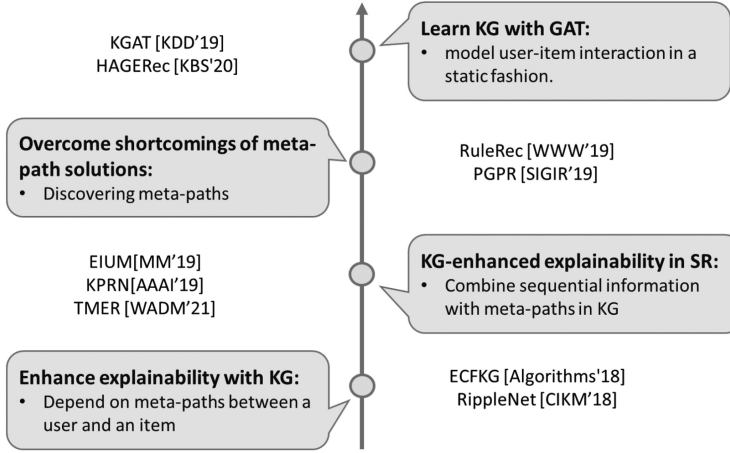 KGAT [KDD’19]
HAGERec [KBS'20]
Learn KG with GAT:
• model user-item interaction in a
static fashion.
Overcome shortcomings of meta-
path solutions:
• Discovering meta-paths
RuleRec [WWW’19]
PGPR [SIGIR’19]
EIUM[MM’19]
KPRN[AAAI’19]
TMER [WADM’21]
KG-enhanced explainability in SR:
• Combine sequential information
with meta-paths in KG
Enhance explainability with KG:
• Depend on meta-paths between a
user and an item
ECFKG [Algorithms'18]
RippleNet [CIKM’18]